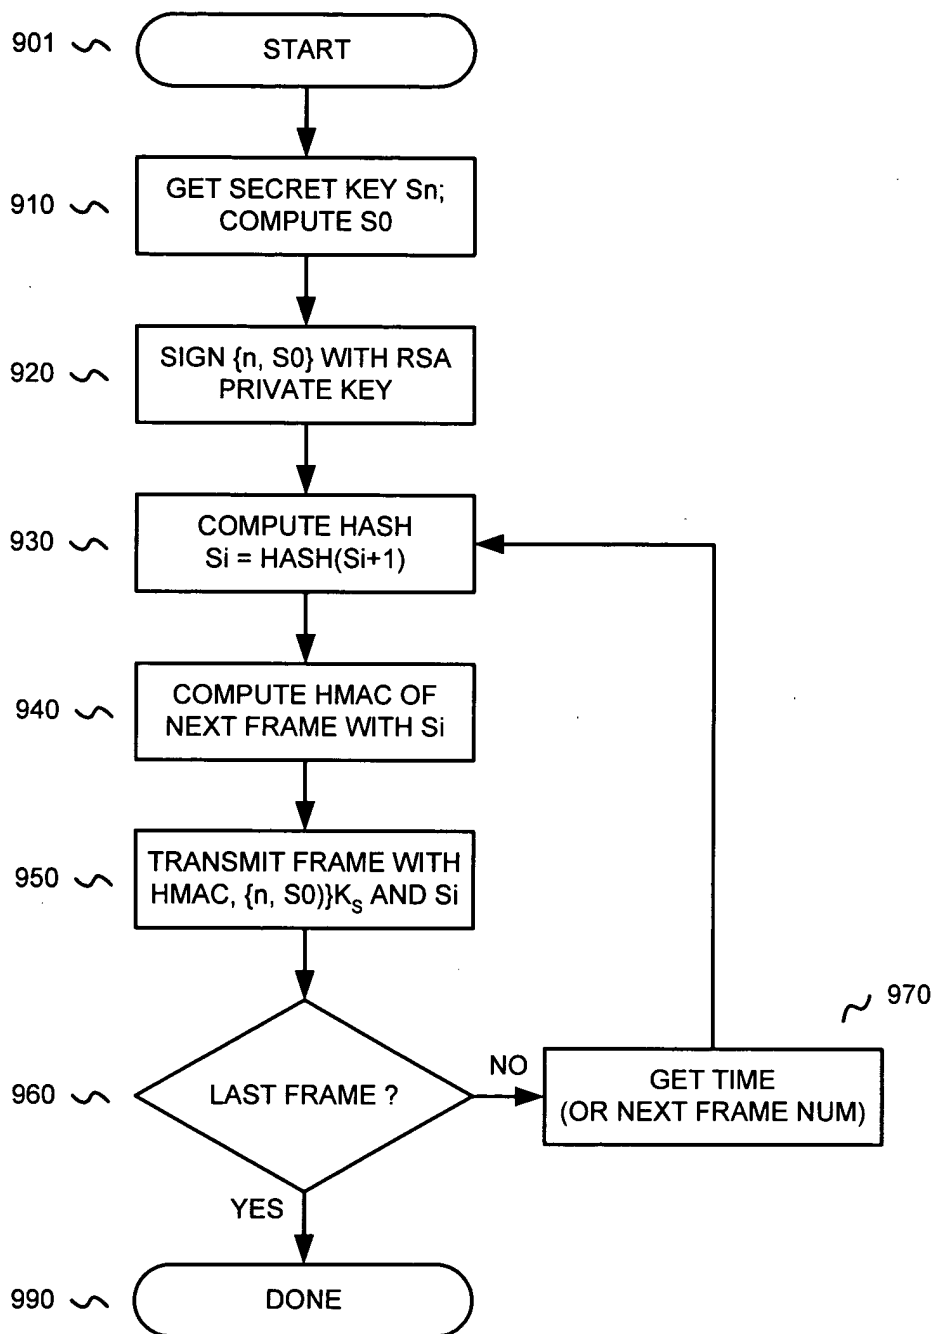 901
START
910
GET SECRET KEY Sn;
COMPUTE S0
920
SIGN {n, S0} WITH RSA
PRIVATE KEY
930
COMPUTE HASH
Si = HASH(Si+1)
940
COMPUTE HMAC OF
NEXT FRAME WITH Si
950
TRANSMIT FRAME WITH
HMAC, {n, S0)}KS AND Si
970
960
LAST FRAME ?
NO
GET TIME
(OR NEXT FRAME NUM)
YES
990
DONE